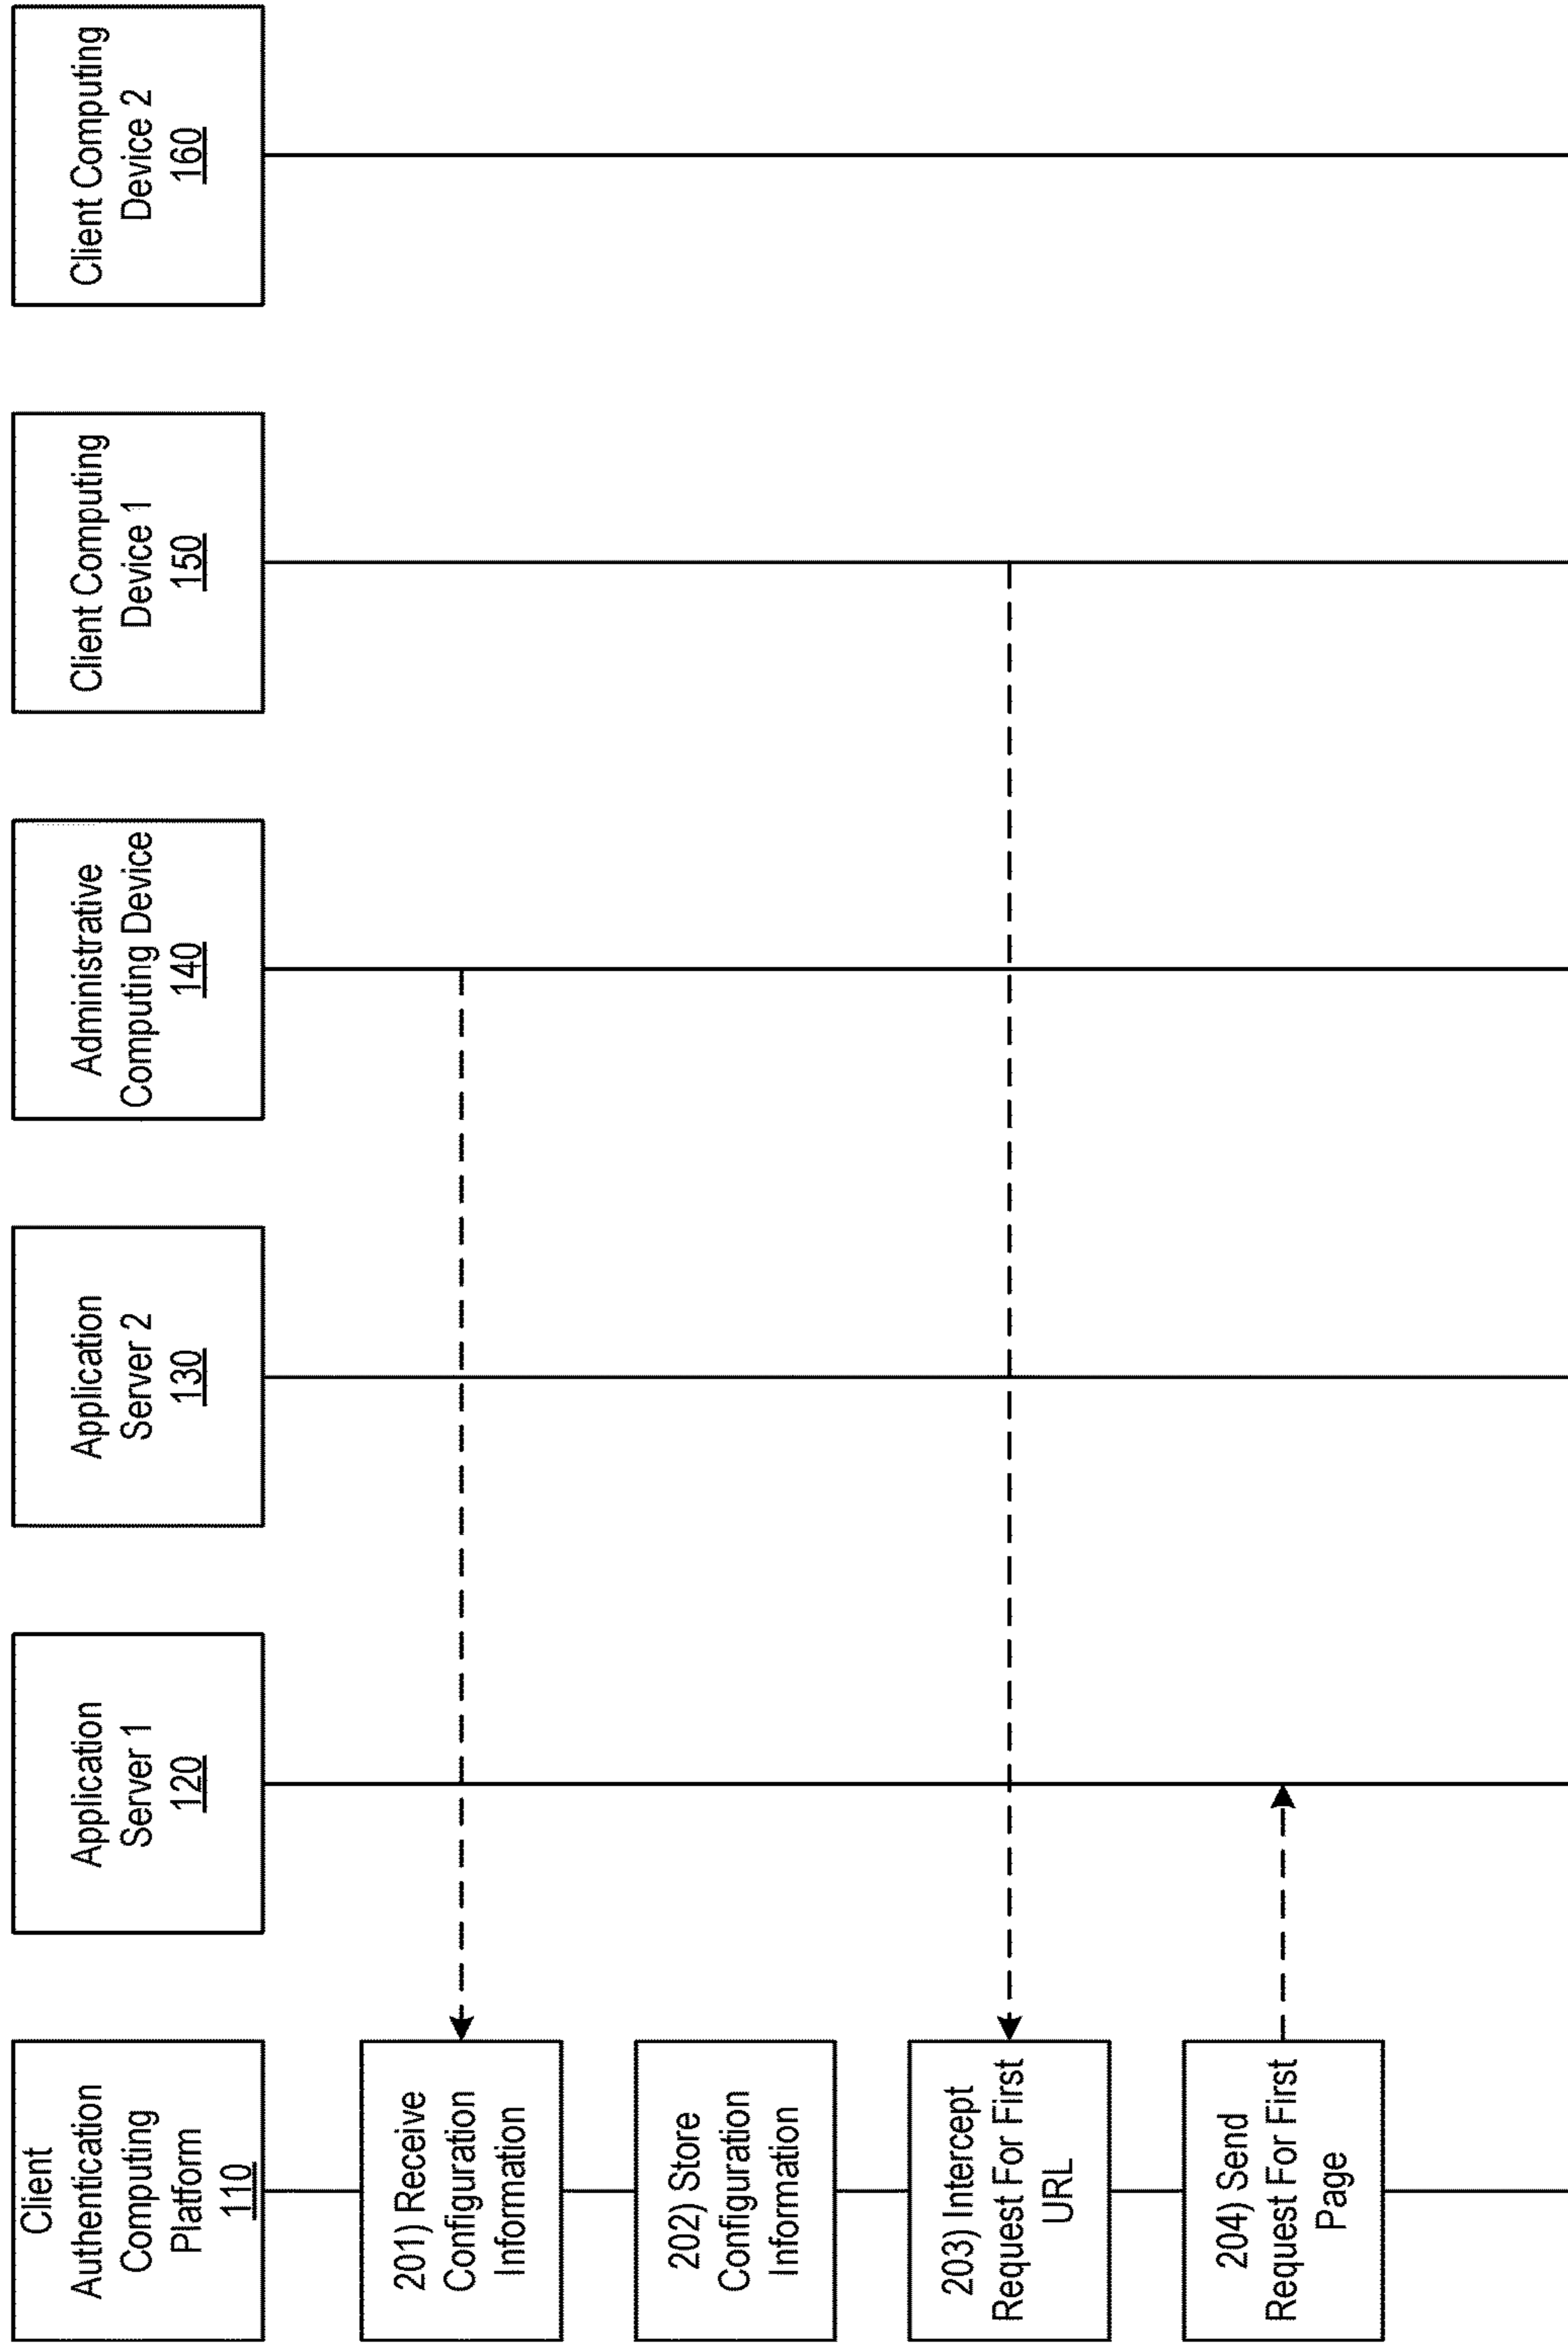 Client
Authentication
Computing
Platform
110
Application
Server 1
120
Application
Server 2
130
Administrative
Computing Device
140
Client Computing
Device 1
150
Client Computing
Device 2
160
201) Receive
Configuration
Information
202) Store
Configuration
Information
203) Intercept
Request For First
URL
204) Send
Request For First
Page